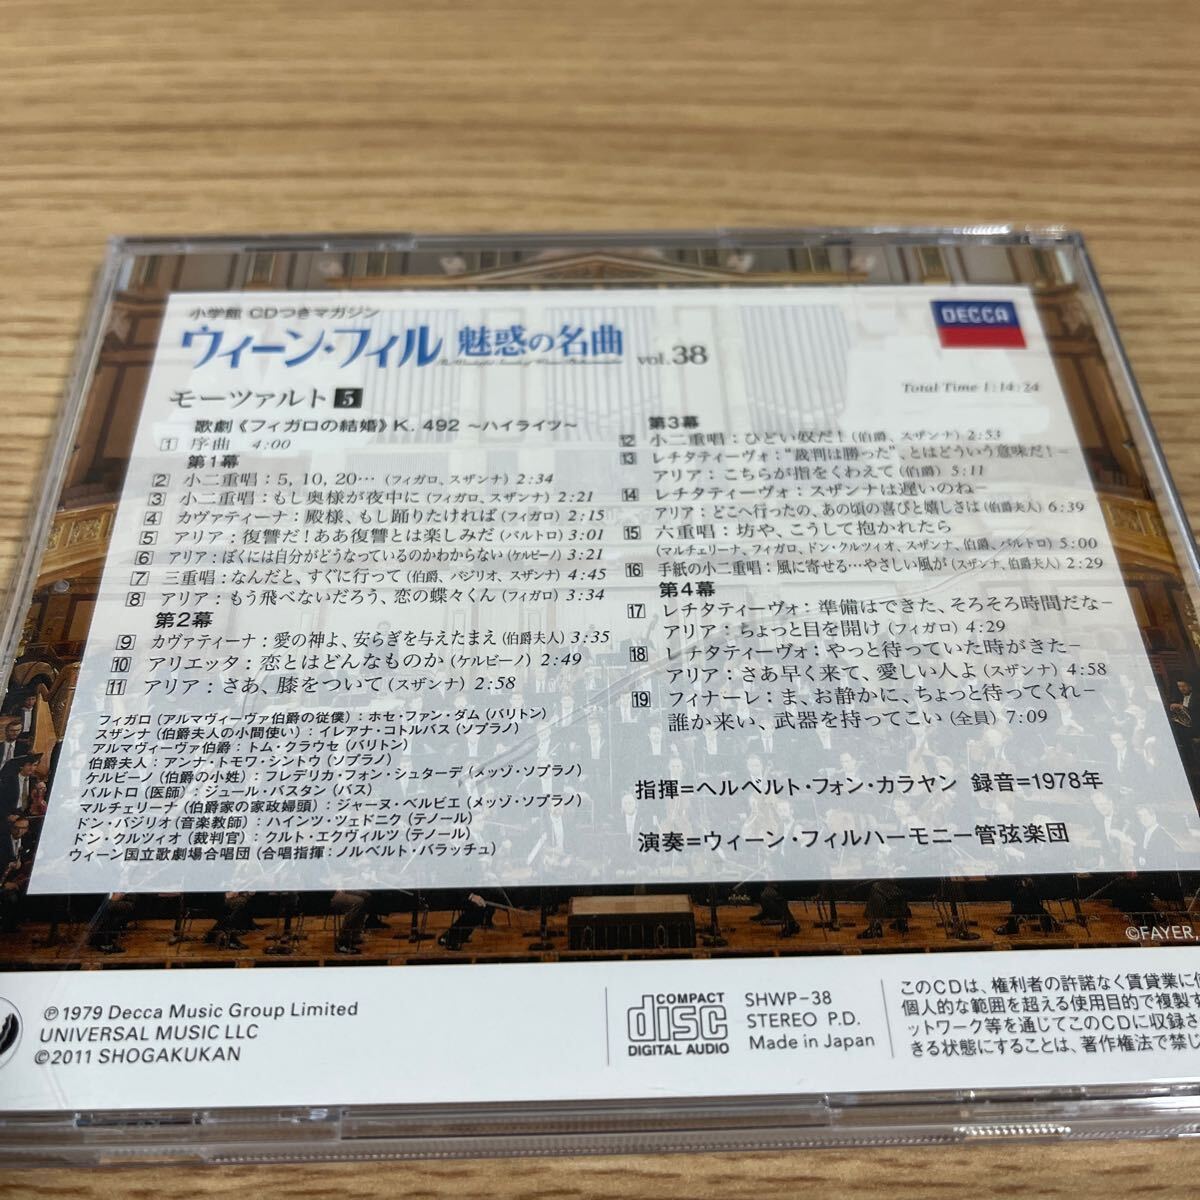 小学館 CDつきマガジン
ウィーン・フィル 魅惑の名曲 vol.38
DECCA
モーツァルト 5
Total Time 1:14:24
歌劇《フィガロの結婚》K. 492 ～ハイライツ～
1 序曲 4:00
第1幕
2 小二重唱：5, 10, 20…（フィガロ、スザンナ）2:34
3 小二重唱：もし奥様が夜中に（フィガロ、スザンナ）2:21
4 カヴァティーナ：殿様、もし踊りたければ（フィガロ）2:15
5 アリア：復讐だ！ああ復讐とは楽しみだ（バルトロ）3:01
6 アリア：ぼくには自分がどうなっているのかわからない（ケルビーノ）3:21
7 三重唱：なんだと、すぐに行って（伯爵、バジリオ、スザンナ）4:45
8 アリア：もう飛べないだろう、恋の蝶々くん（フィガロ）3:34
第2幕
9 カヴァティーナ：愛の神よ、安らぎを与えたまえ（伯爵夫人）3:35
10 アリエッタ：恋とはどんなものか（ケルビーノ）2:49
11 アリア：さあ、膝をついて（スザンナ）2:58
フィガロ（アルマヴィーヴァ伯爵の従僕）：ホセ・ファン・ダム（バリトン）
スザンナ（伯爵夫人の小間使い）：イレアナ・コトルバス（ソプラノ）
アルマヴィーヴァ伯爵：トム・クラウセ（バリトン）
伯爵夫人：アンナ・トモワ・シントウ（ソプラノ）
ケルビーノ（伯爵の小姓）：フレデリカ・フォン・シュターデ（メッゾ・ソプラノ）
バルトロ（医師）：ジュール・バスタン（バス）
マルチェリーナ（伯爵家の家政婦頭）：ジャーヌ・ベルビエ（メッゾ・ソプラノ）
ドン・バジリオ（音楽教師）：ハインツ・ツェドニク（テノール）
ドン・クルツィオ（裁判官）：クルト・エクヴィルツ（テノール）
ウィーン国立歌劇場合唱団（合唱指揮：ノルベルト・バラッチュ）
第3幕
12 小二重唱：ひどい奴だ！（伯爵、スザンナ）2:53
13 レチタティーヴォ：“裁判は勝った”、とはどういう意味だ！－
アリア：こちらが指をくわえて（伯爵）5:11
14 レチタティーヴォ：スザンナは遅いのね－
アリア：どこへ行ったの、あの頃の喜びと嬉しさは（伯爵夫人）6:39
15 六重唱：坊や、こうして抱かれたら
（マルチェリーナ、フィガロ、ドン・クルツィオ、スザンナ、伯爵、バルトロ）5:00
16 手紙の小二重唱：風に寄せる…やさしい風が（スザンナ、伯爵夫人）2:29
第4幕
17 レチタティーヴォ：準備はできた、そろそろ時間だな－
アリア：ちょっと目を開け（フィガロ）4:29
18 レチタティーヴォ：やっと待っていた時がきた－
アリア：さあ早く来て、愛しい人よ（スザンナ）4:58
19 フィナーレ：ま、お静かに、ちょっと待ってくれ－
誰か来い、武器を持ってこい（全員）7:09
指揮=ヘルベルト・フォン・カラヤン 録音=1978年
演奏=ウィーン・フィルハーモニー管弦楽団
©FAYER,
℗1979 Decca Music Group Limited
UNIVERSAL MUSIC LLC
©2011 SHOGAKUKAN
COMPACT
disc
DIGITAL AUDIO
SHWP-38
STEREO P.D.
Made in Japan
このCDは、権利者の許諾なく賃貸業に使
個人的な範囲を超える使用目的で複製す
ットワーク等を通じてこのCDに収録さ
きる状態にすることは、著作権法で禁じ